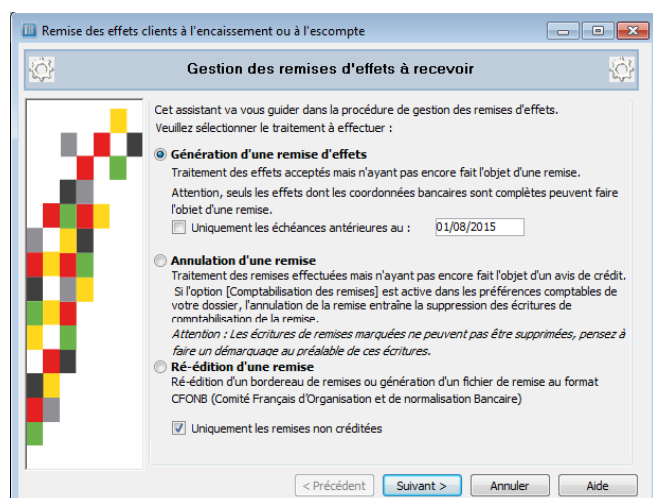 Remise des effets clients à l'encaissement ou à l'escompte
Gestion des remises d'effets à recevoir
Cet assistant va vous guider dans la procédure de gestion des remises d'effets.
Veuillez sélectionner le traitement à effectuer :
Génération d'une remise d'effets
Traitement des effets acceptés mais n'ayant pas encore fait l'objet d'une remise.
Attention, seuls les effets dont les coordonnées bancaires sont complètes peuvent faire
l'objet d'une remise.
Uniquement les échéances antérieures au : 01/08/2015
Annulation d'une remise
Traitement des remises effectuées mais n'ayant pas encore fait l'objet d'un avis de crédit.
Si l'option [Comptabilisation des remises] est active dans les préférences comptables de
votre dossier, l'annulation de la remise entraîne la suppression des écritures de
comptabilisation de la remise.
Attention : Les écritures de remises marquées ne peuvent pas être supprimées, pensez à
faire un démarquage au préalable de ces écritures.
Ré-édition d'une remise
Ré-édition d'un bordereau de remises ou génération d'un fichier de remise au format
CFONB (Comité Français d'Organisation et de normalisation Bancaire)
Uniquement les remises non créditées
< Précédent Suivant > Annuler Aide